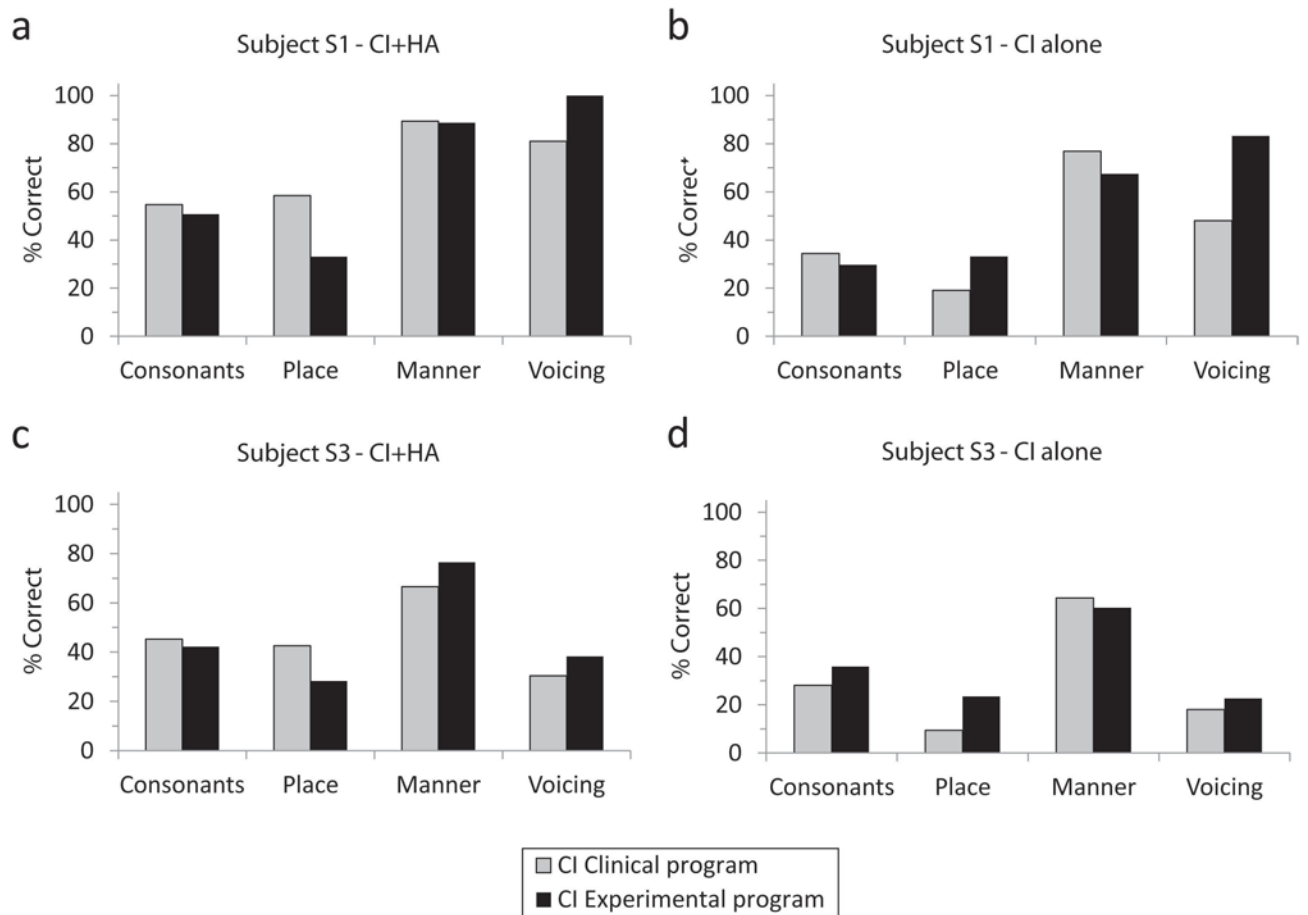 a
Subject S1 - CI+HA
% Correct
100
80
60
40
20
0
Consonants Place Manner Voicing
b
Subject S1 - CI alone
% Correc⁺
100
80
60
40
20
0
Consonants Place Manner Voicing
c
Subject S3 - CI+HA
% Correct
100
80
60
40
20
0
Consonants Place Manner Voicing
d
Subject S3 - CI alone
% Correct
100
80
60
40
20
0
Consonants Place Manner Voicing
CI Clinical program
CI Experimental program